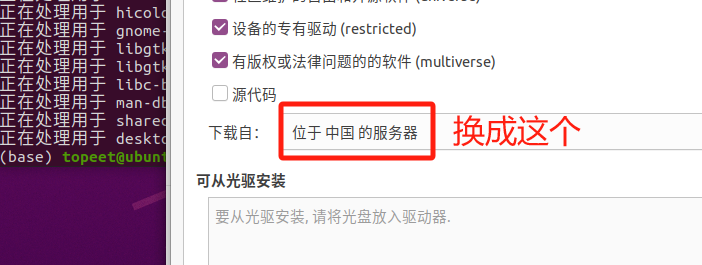 正在处理用于 hicolo
正在处理用于 gnome-
正在处理用于 libgtk
正在处理用于 libgtk
正在处理用于 libc-b
正在处理用于 man-db
正在处理用于 shared
正在处理用于 deskto
(base) topeet@ubunt
设备的专有驱动 (restricted)
有版权或法律问题的的软件 (multiverse)
源代码
下载自： 位于 中国 的服务器 换成这个
可从光驱安装
要从光驱安装, 请将光盘放入驱动器.